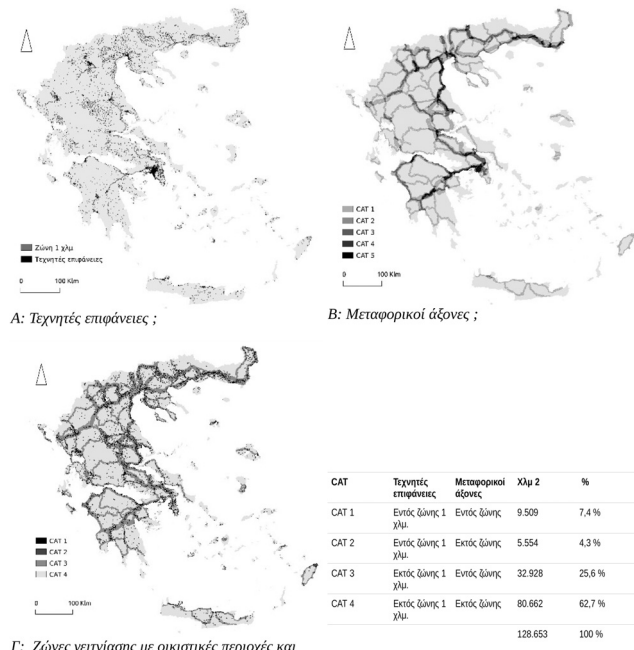 Ζώνη 1 χλμ
Τεχνητές επιφάνειες
0 100 Klm
Α: Τεχνητές επιφάνειες ;
CAT 1
CAT 2
CAT 3
CAT 4
CAT 5
0 100 Klm
Β: Μεταφορικοί άξονες ;
CAT 1
CAT 2
CAT 3
CAT 4
0 100 Klm
Γ: Ζώνες γειτνίασης με οικιστικές περιοχές και
CAT Τεχνητές Μεταφορικοί Χλμ 2 %
επιφάνειες άξονες
CAT 1 Εντός ζώνης 1 Εντός ζώνης 9.509 7,4 %
χλμ.
CAT 2 Εντός ζώνης 1 Εκτός ζώνης 5.554 4,3 %
χλμ.
CAT 3 Εκτός ζώνης 1 Εντός ζώνης 32.928 25,6 %
χλμ.
CAT 4 Εκτός ζώνης 1 Εκτός ζώνης 80.662 62,7 %
χλμ.
128.653 100 %